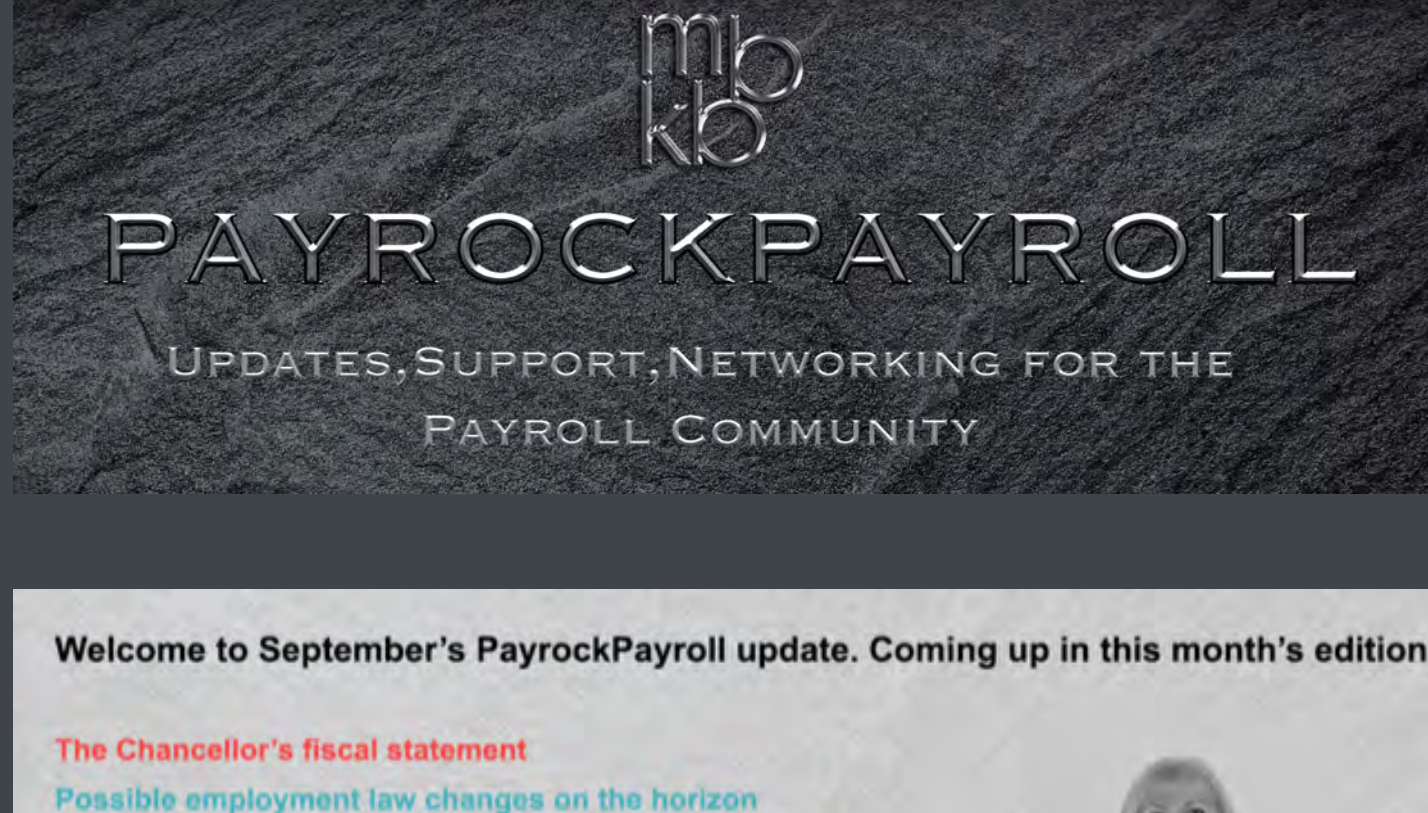 mp
kb
PAYROCKPAYROLL
UPDATES,SUPPORT,NETWORKING FOR THE
PAYROLL COMMUNITY
Welcome to September's PayrockPayroll update. Coming up in this month's edition
The Chancellor's fiscal statement
Possible employment law changes on the horizon